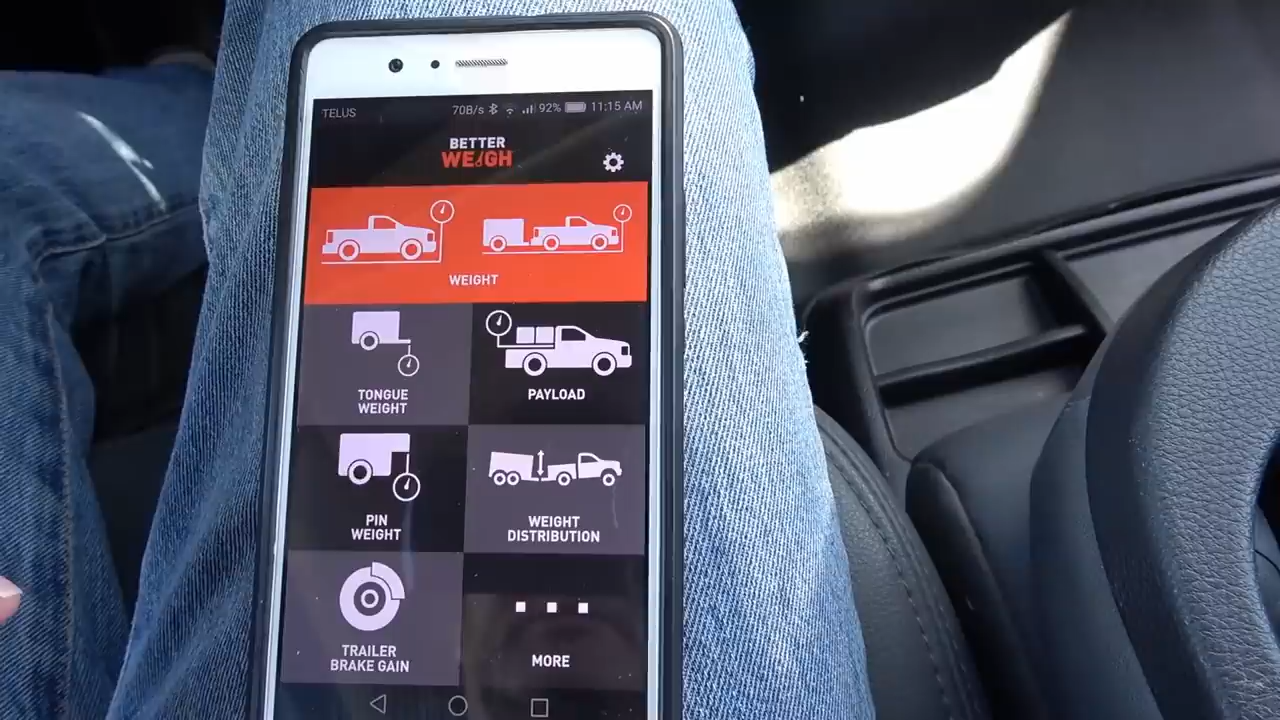 TELUS 70B/s 92% 11:15 AM
BETTER
WEIGH
WEIGHT
TONGUE
WEIGHT
PAYLOAD
PIN
WEIGHT
WEIGHT
DISTRIBUTION
TRAILER
BRAKE GAIN
MORE